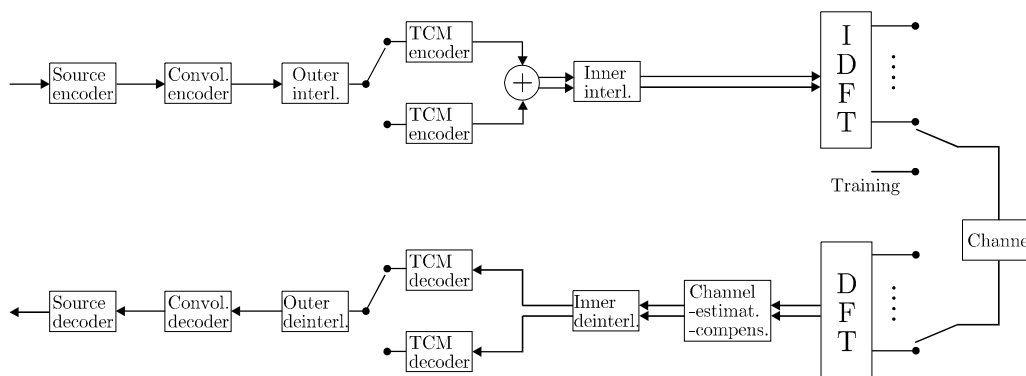 Source
encoder
Convol.
encoder
Outer
interl.
TCM
encoder
TCM
encoder
+
Inner
interl.
I
D
F
T
Training
Channel
Source
decoder
Convol.
decoder
Outer
deinterl.
TCM
decoder
TCM
decoder
Inner
deinterl.
Channel
-estimat.
-compens.
D
F
T